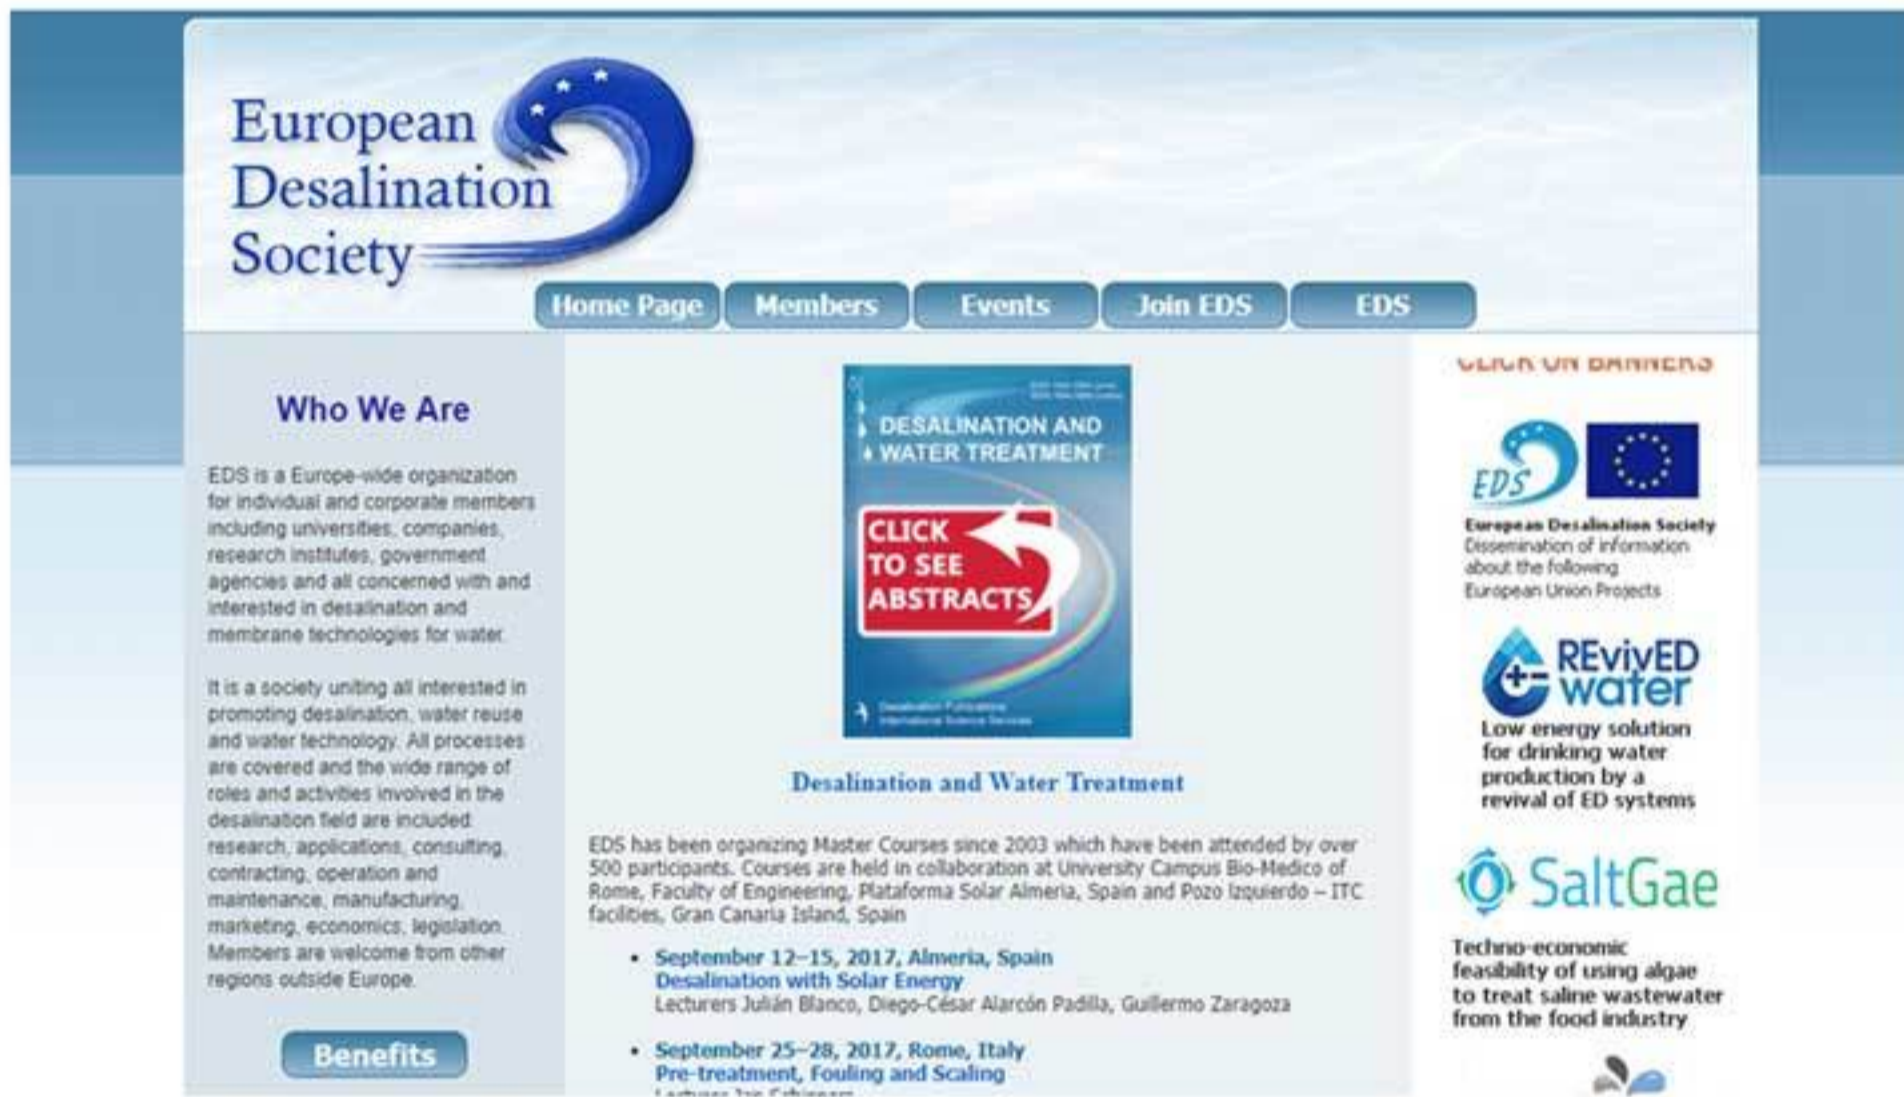 European
Desalination
Society
Home Page
Members
Events
Join EDS
EDS
Who We Are
EDS is a Europe-wide organization
for individual and corporate members
including universities, companies,
research institutes, government
agencies and all concerned with and
interested in desalination and
membrane technologies for water.
It is a society uniting all interested in
promoting desalination, water reuse
and water technology. All processes
are covered and the wide range of
roles and activities involved in the
desalination field are included:
research, applications, consulting,
contracting, operation and
maintenance, manufacturing,
marketing, economics, legislation.
Members are welcome from other
regions outside Europe.
Benefits
DESALINATION AND
WATER TREATMENT
CLICK
TO SEE
ABSTRACTS
Desalination Publications
International Science Services
Desalination and Water Treatment
EDS has been organizing Master Courses since 2003 which have been attended by over
500 participants. Courses are held in collaboration at University Campus Bio-Medico of
Rome, Faculty of Engineering, Plataforma Solar Almeria, Spain and Pozo Izquierdo – ITC
facilities, Gran Canaria Island, Spain
• September 12–15, 2017, Almeria, Spain
Desalination with Solar Energy
Lecturers Julián Blanco, Diego-César Alarcón Padilla, Guillermo Zaragoza
• September 25–28, 2017, Rome, Italy
Pre-treatment, Fouling and Scaling
CLICK ON BANNERS
EDS
European Desalination Society
Dissemination of information
about the following
European Union Projects
REvivED
water
Low energy solution
for drinking water
production by a
revival of ED systems
SaltGae
Techno-economic
feasibility of using algae
to treat saline wastewater
from the food industry